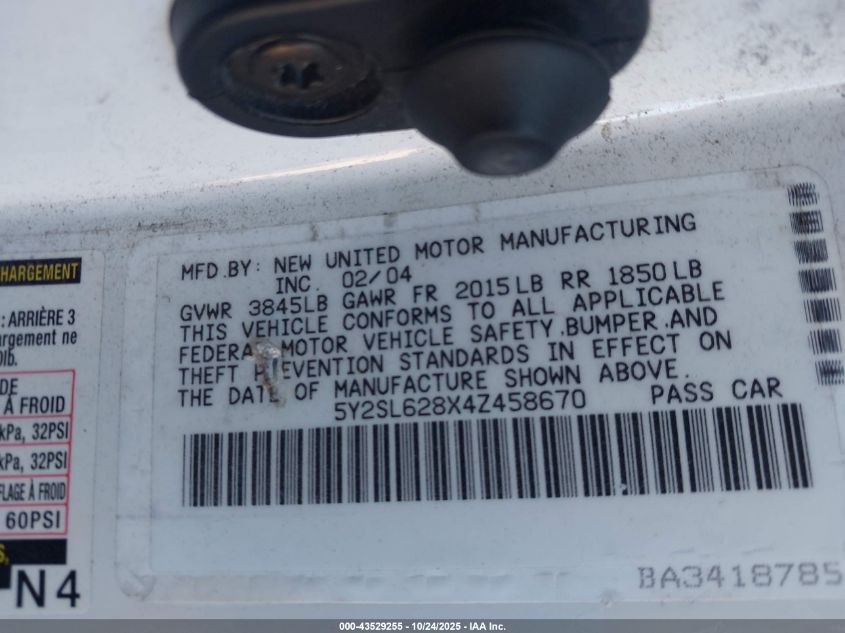 MFD.BY: NEW UNITED MOTOR MANUFACTURING
INC. 02/04
GVWR 3845LB GAWR FR 2015LB RR 1850LB
THIS VEHICLE CONFORMS TO ALL APPLICABLE
FEDERAL MOTOR VEHICLE SAFETY,BUMPER,AND
THEFT PREVENTION STANDARDS IN EFFECT ON
THE DATE OF MANUFACTURE SHOWN ABOVE.
5Y2SL628X4Z458670 PASS CAR
BA3418785
CHARGEMENT
: ARRIÈRE 3
argement ne
DE
À FROID
kPa, 32PSI
kPa, 32PSI
FLAGE À FROID
60PSI
N4
000-43529255 - 10/24/2025 - IAA Inc.